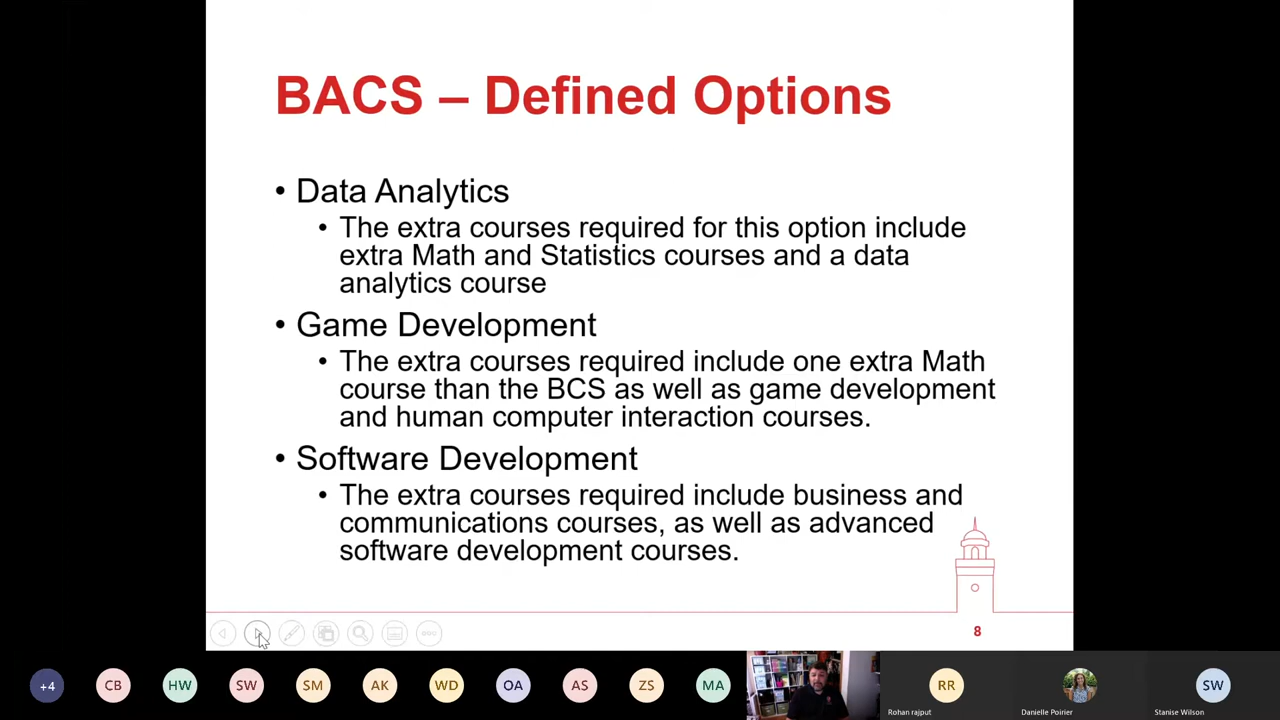 BACS – Defined Options
• Data Analytics
• The extra courses required for this option include
extra Math and Statistics courses and a data
analytics course
• Game Development
• The extra courses required include one extra Math
course than the BCS as well as game development
and human computer interaction courses.
• Software Development
• The extra courses required include business and
communications courses, as well as advanced
software development courses.
8
+4 CB HW SW SM AK WD OA AS ZS MA RR SW
Rohan rajput Danielle Poirier Stanise Wilson